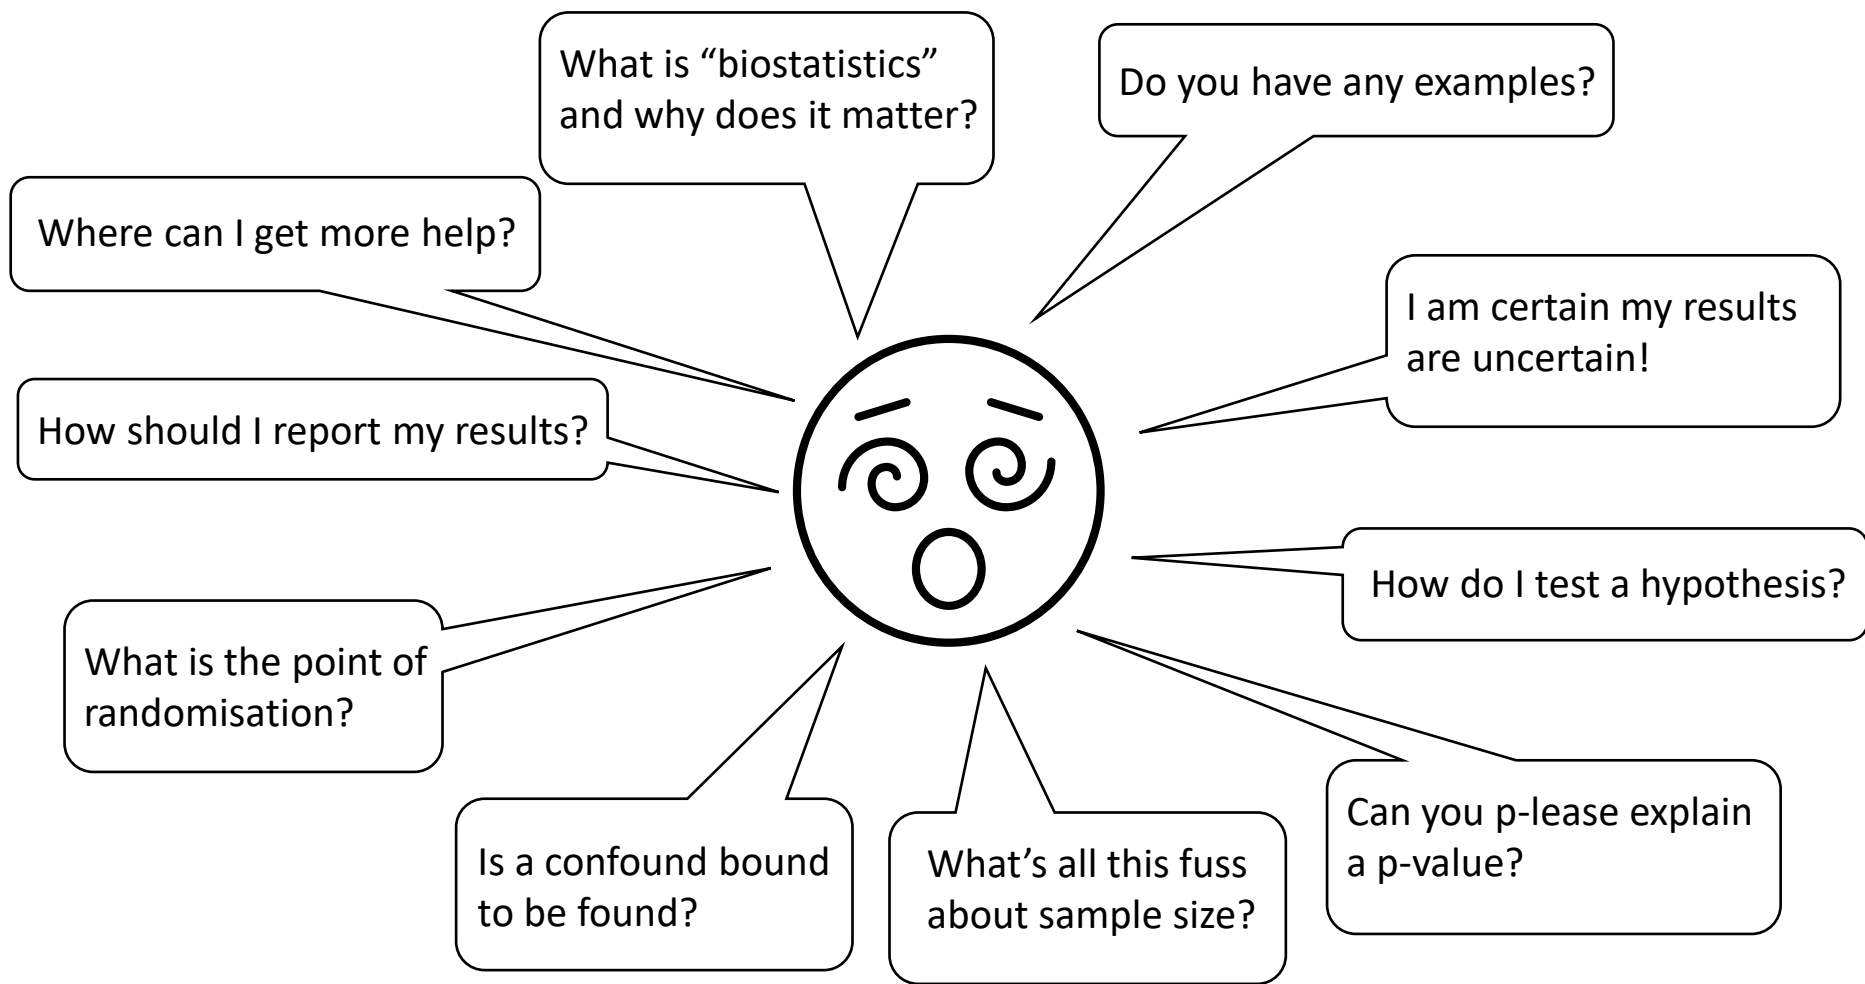 What is “biostatistics”
and why does it matter?
Do you have any examples?
Where can I get more help?
I am certain my results
are uncertain!
How should I report my results?
How do I test a hypothesis?
What is the point of
randomisation?
Can you p-lease explain
a p-value?
Is a confound bound
to be found?
What’s all this fuss
about sample size?